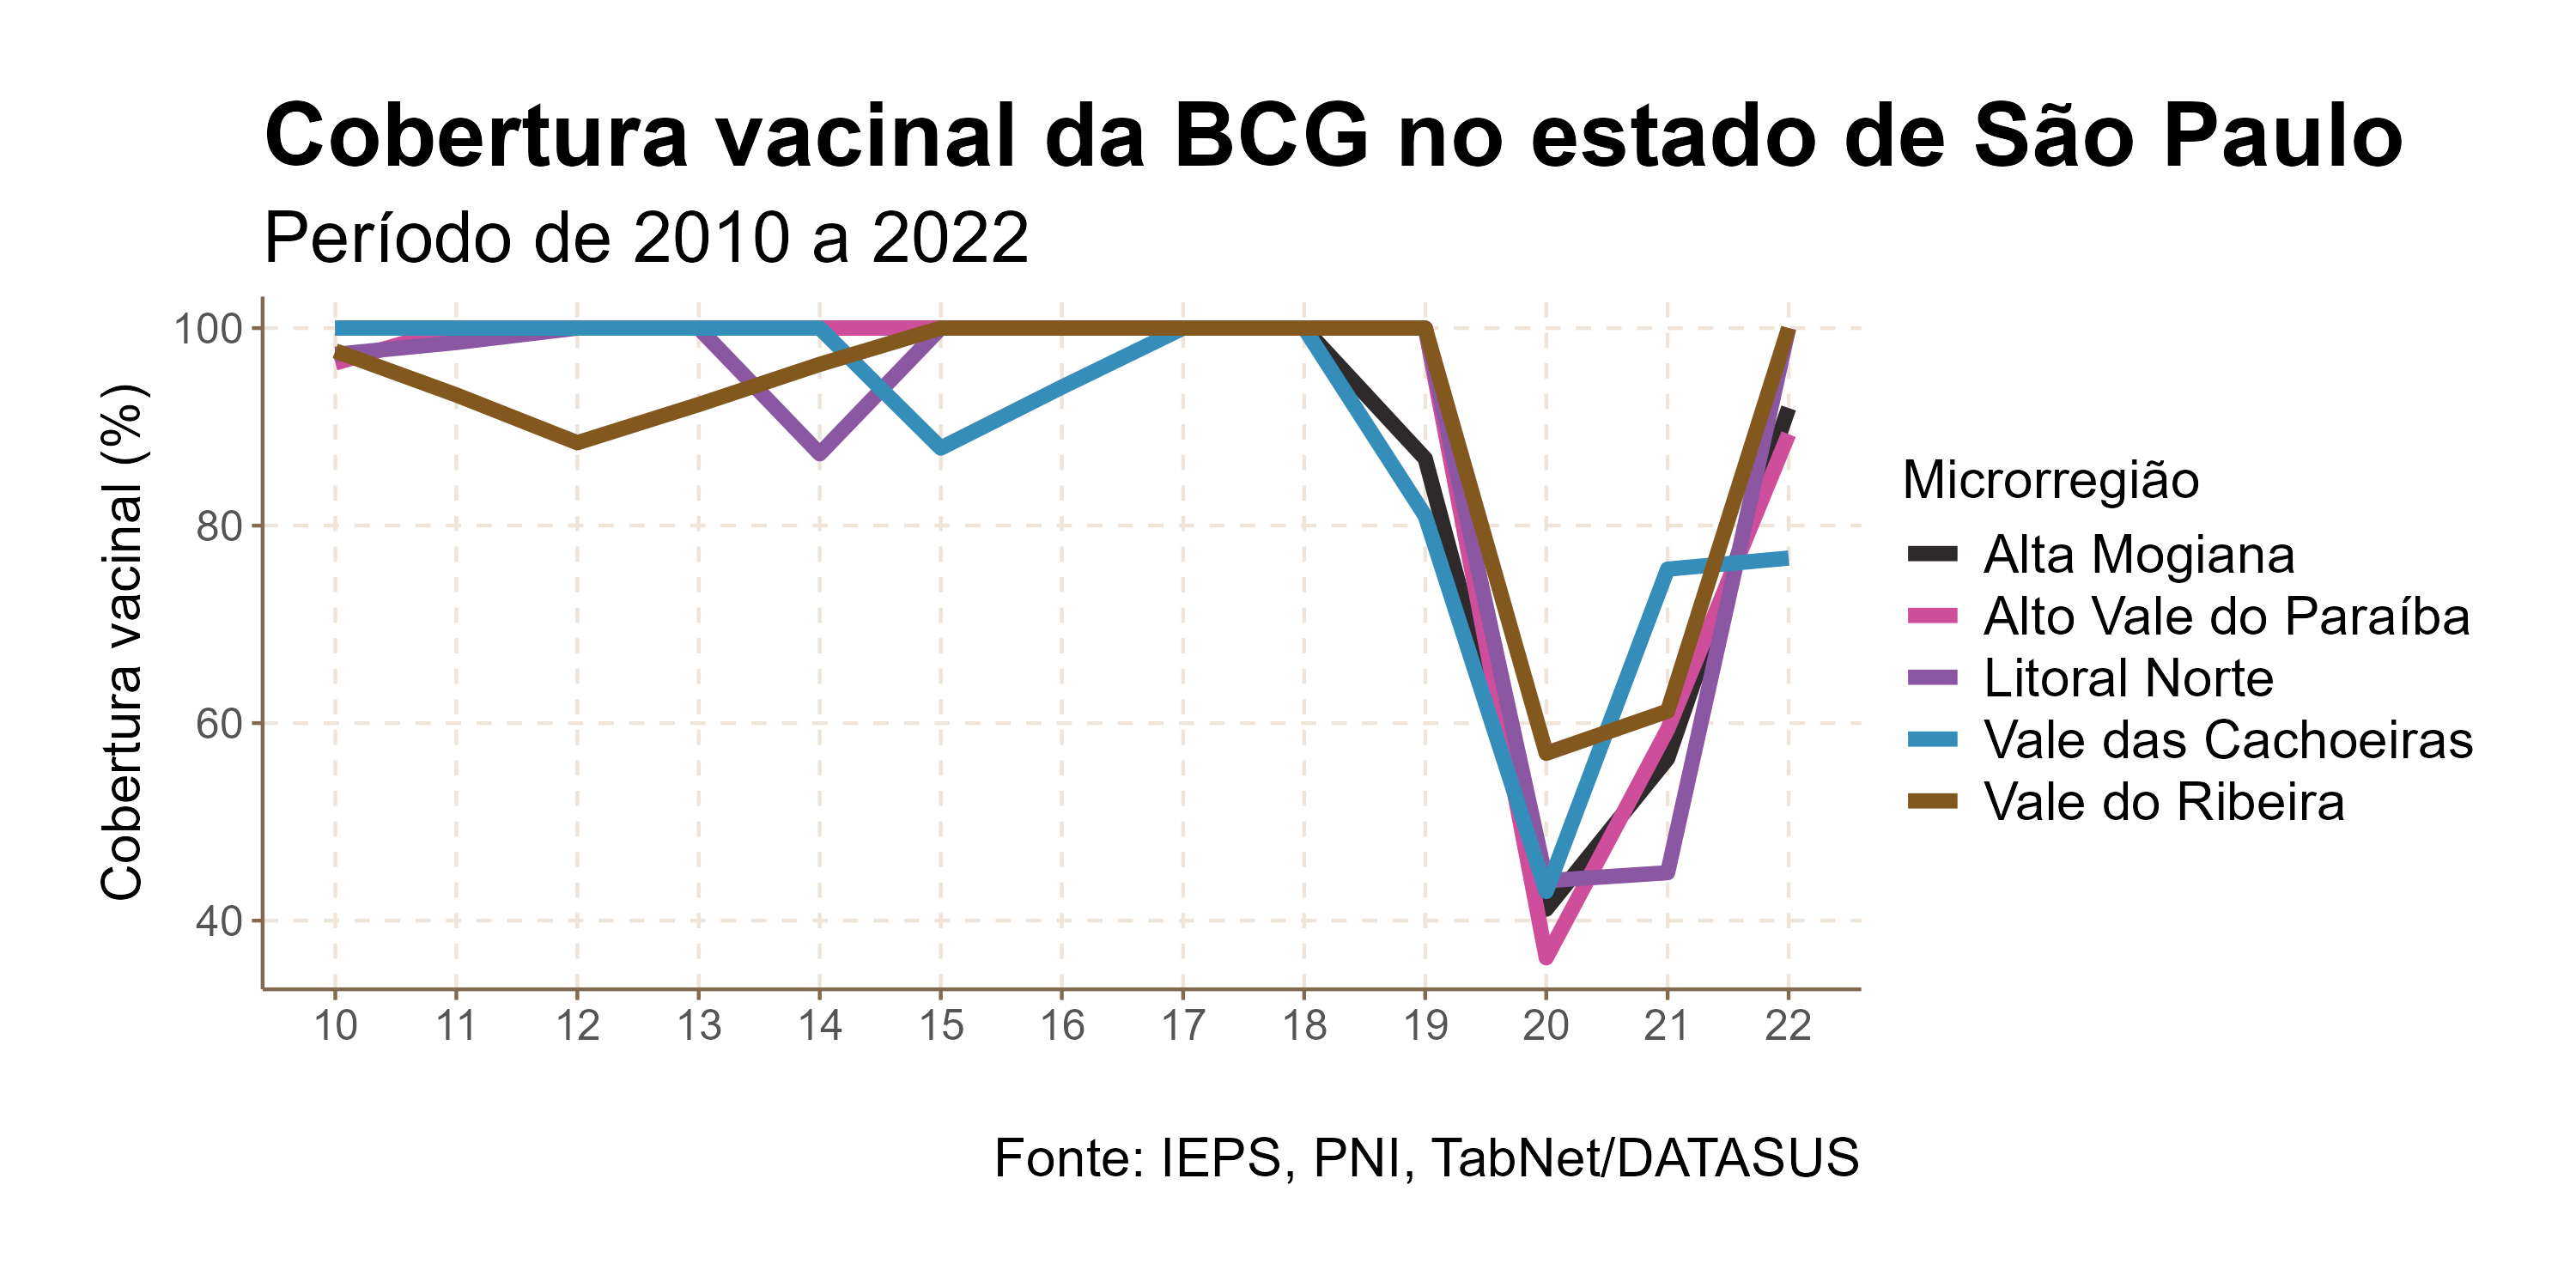 Cobertura vacinal da BCG no estado de São Paulo
Período de 2010 a 2022
Cobertura vacinal (%)
100
80
60
40
10 11 12 13 14 15 16 17 18 19 20 21 22
Microrregião
Alta Mogiana
Alto Vale do Paraíba
Litoral Norte
Vale das Cachoeiras
Vale do Ribeira
Fonte: IEPS, PNI, TabNet/DATASUS